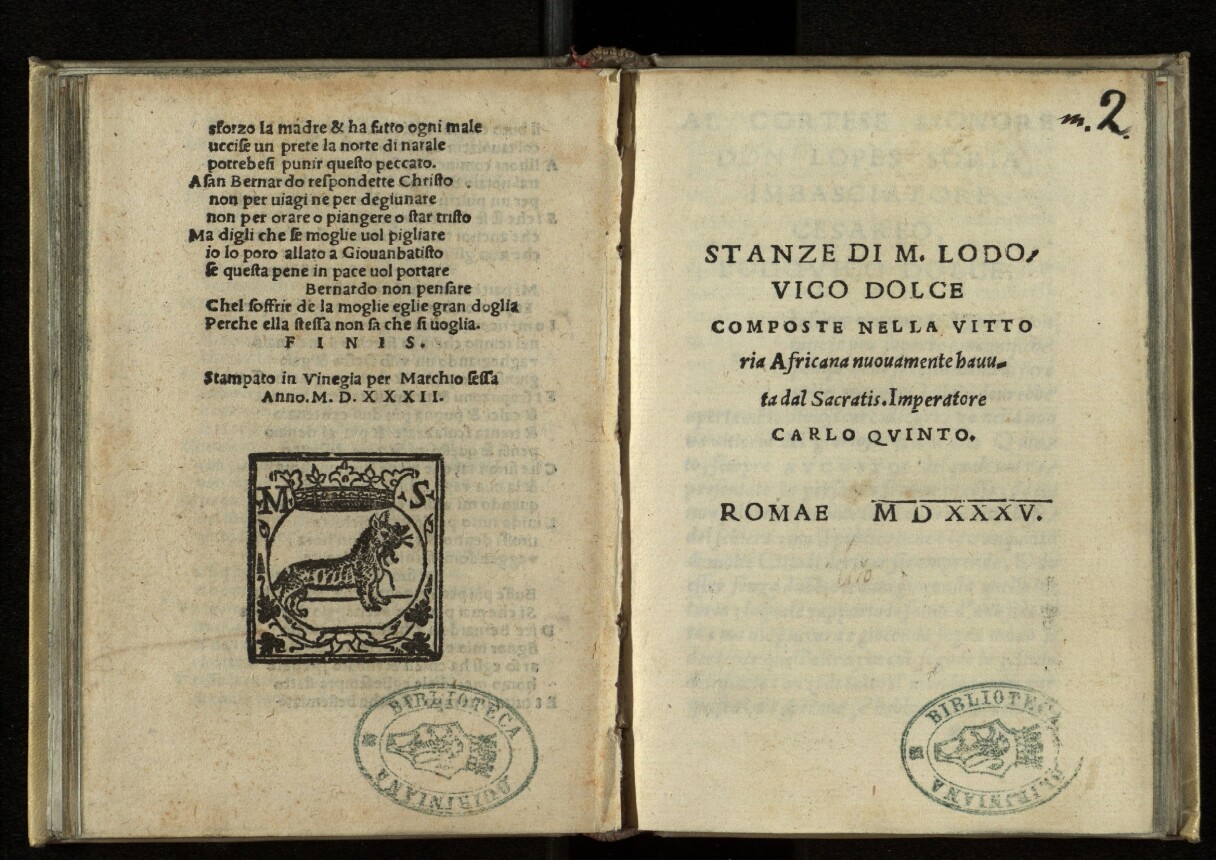 sforzo la madre & ha fatto ogni male
uccise un prete la notte di natale
potrebesi punir questo peccato.
A san Bernardo respondette Christo
non per uiagi ne per degiunare
non per orare o piangere o star tristo
Ma digli che se moglie uol pigliare
io lo poro allato a Giouanbatisto
se questa pene in pace uol portare
Bernardo non pensare
Chel soffrir de la moglie eglie gran doglia
Perche ella stessa non sa che si uoglia.
F I N I S.
Stampato in Vinegia per Marchio sessa
Anno. M. D. X X X I I.
M S
BIBLIOTECA
QUIRINIANA
m. 2.
STANZE DI M. LODO,
VICO DOLCE
COMPOSTE NELLA VITTO
ria Africana nuouamente hauu-
ta dal Sacratis. Imperatore
CARLO QVINTO.
ROMAE M D XXXV.
BIBLIOTECA
QUIRINIANA